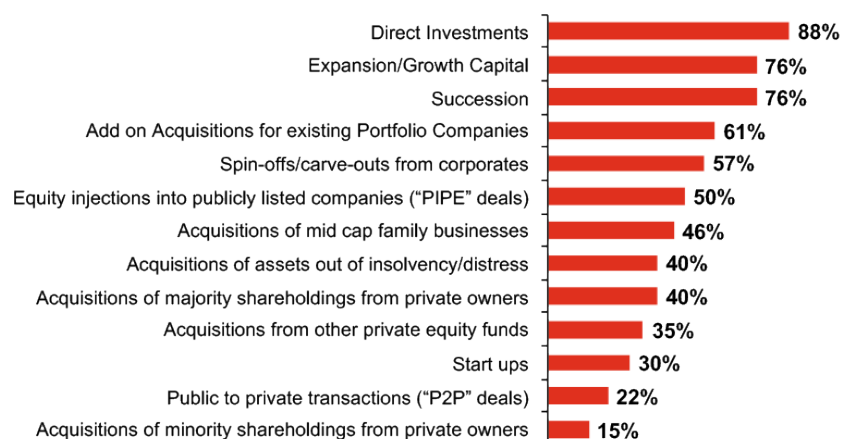 Direct Investments 88%
Expansion/Growth Capital 76%
Succession 76%
Add on Acquisitions for existing Portfolio Companies 61%
Spin-offs/carve-outs from corporates 57%
Equity injections into publicly listed companies (“PIPE” deals) 50%
Acquisitions of mid cap family businesses 46%
Acquisitions of assets out of insolvency/distress 40%
Acquisitions of majority shareholdings from private owners 40%
Acquisitions from other private equity funds 35%
Start ups 30%
Public to private transactions (“P2P” deals) 22%
Acquisitions of minority shareholdings from private owners 15%